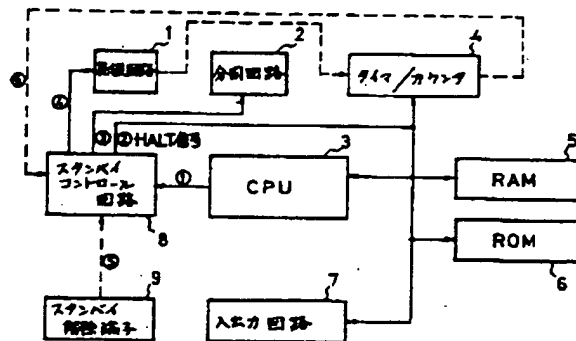 1
2
4
発振回路
分周回路
タイマ/カウンタ
⑥
④
③
②HALT信号
3
5
スタンバイ
コントロール
回路
①
CPU
RAM
8
ROM
⑤
6
9
7
スタンバイ
解除端子
入出力回路